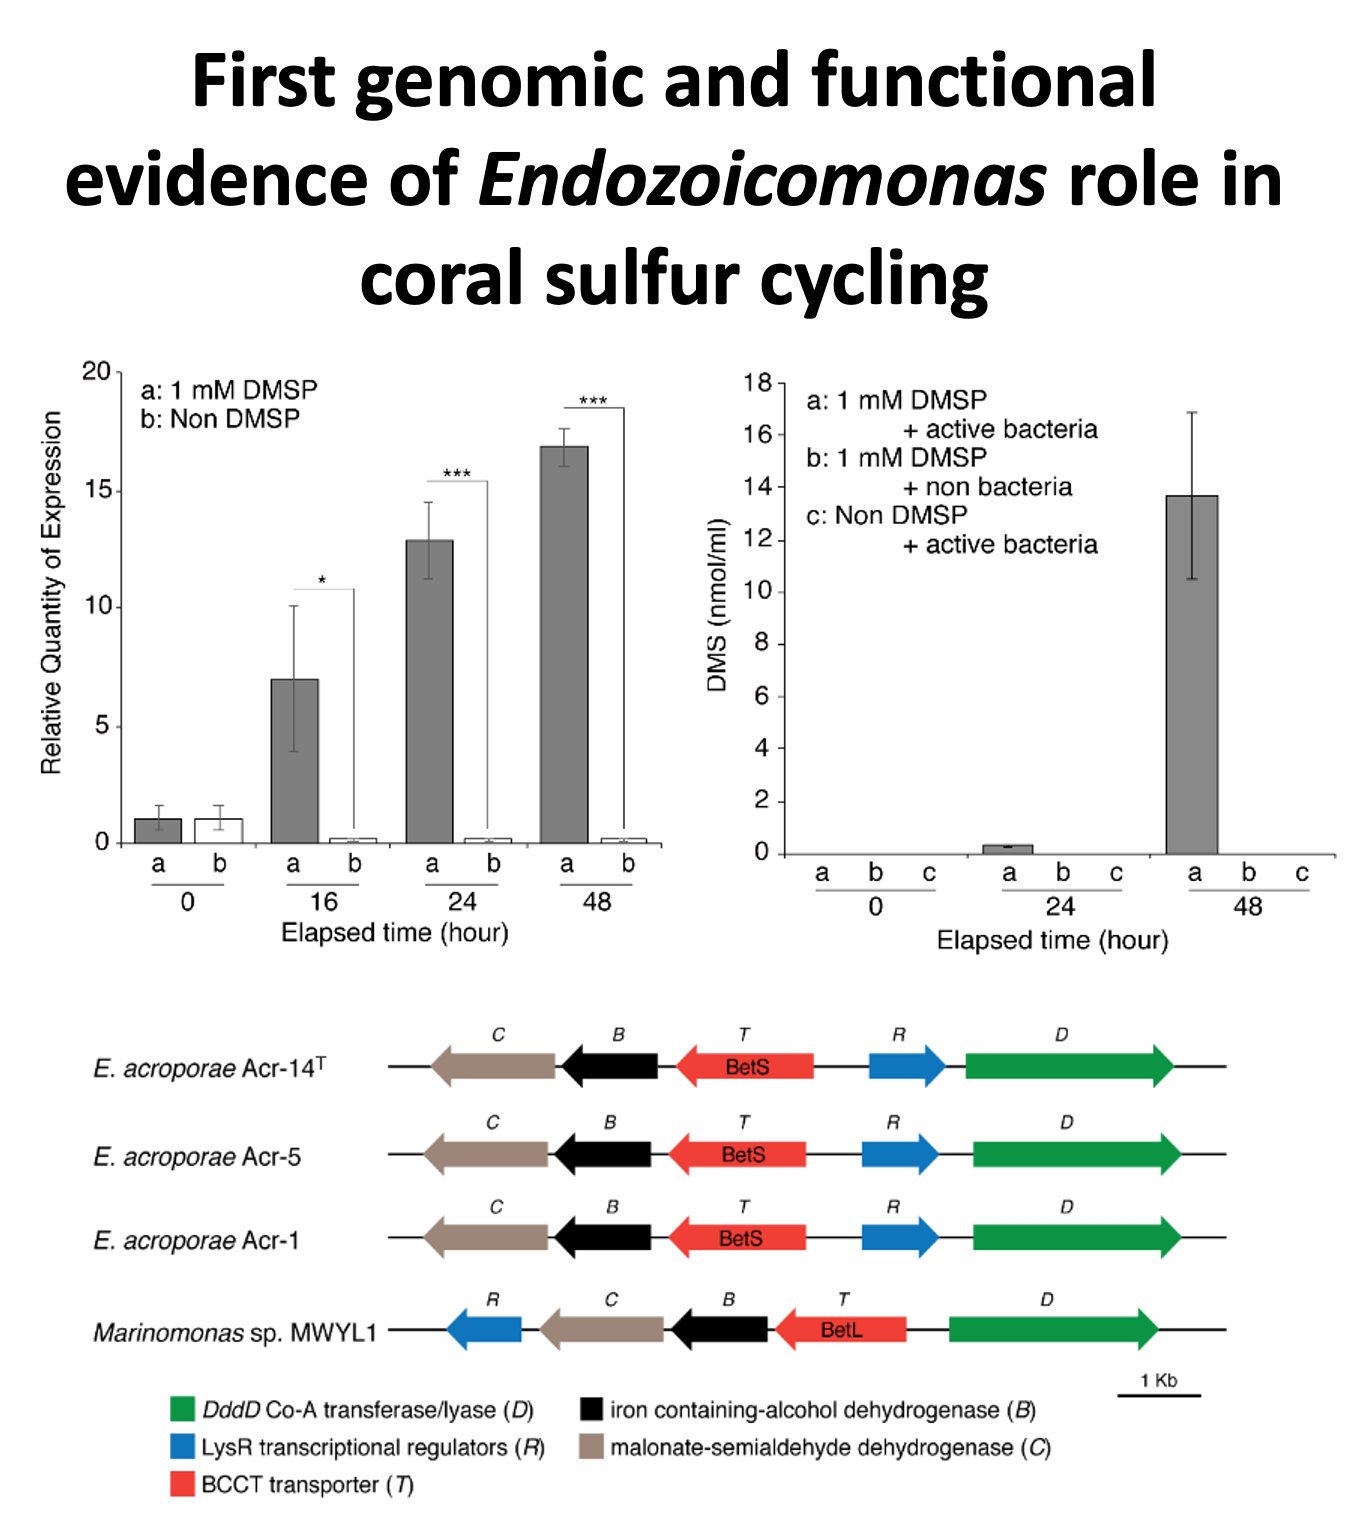 First genomic and functional
evidence of Endozoicomonas role in
coral sulfur cycling
20
15
10
5
0
Relative Quantity of Expression
a: 1 mM DMSP
b: Non DMSP
*
***
***
a b a b a b a b
0 16 24 48
Elapsed time (hour)
18
16
14
12
10
8
6
4
2
0
DMS (nmol/ml)
a: 1 mM DMSP
+ active bacteria
b: 1 mM DMSP
+ non bacteria
c: Non DMSP
+ active bacteria
a b c a b c a b c
0 24 48
Elapsed time (hour)
C B T R D
E. acroporae Acr-14T BetS
C B T R D
E. acroporae Acr-5 BetS
C B T R D
E. acroporae Acr-1 BetS
R C B T D
Marinomonas sp. MWYL1 BetL
1 Kb
DddD Co-A transferase/lyase (D)
LysR transcriptional regulators (R)
BCCT transporter (T)
iron containing-alcohol dehydrogenase (B)
malonate-semialdehyde dehydrogenase (C)